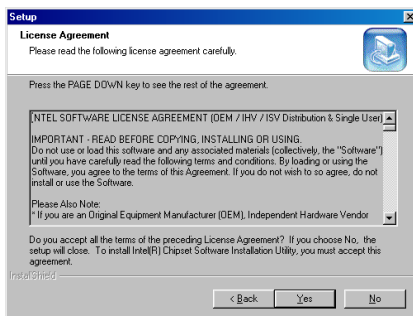 Setup
License Agreement
Please read the following license agreement carefully.
Press the PAGE DOWN key to see the rest of the agreement.
INTEL SOFTWARE LICENSE AGREEMENT (OEM / IHV / ISV Distribution & Single User)
IMPORTANT - READ BEFORE COPYING, INSTALLING OR USING.
Do not use or load this software and any associated materials (collectively, the "Software")
until you have carefully read the following terms and conditions. By loading or using the
Software, you agree to the terms of this Agreement. If you do not wish to so agree, do not
install or use the Software.
Please Also Note:
* If you are an Original Equipment Manufacturer (OEM), Independent Hardware Vendor
Do you accept all the terms of the preceding License Agreement? If you choose No, the
setup will close. To install Intel(R) Chipset Software Installation Utility, you must accept this
agreement.
InstallShield
< Back Yes No